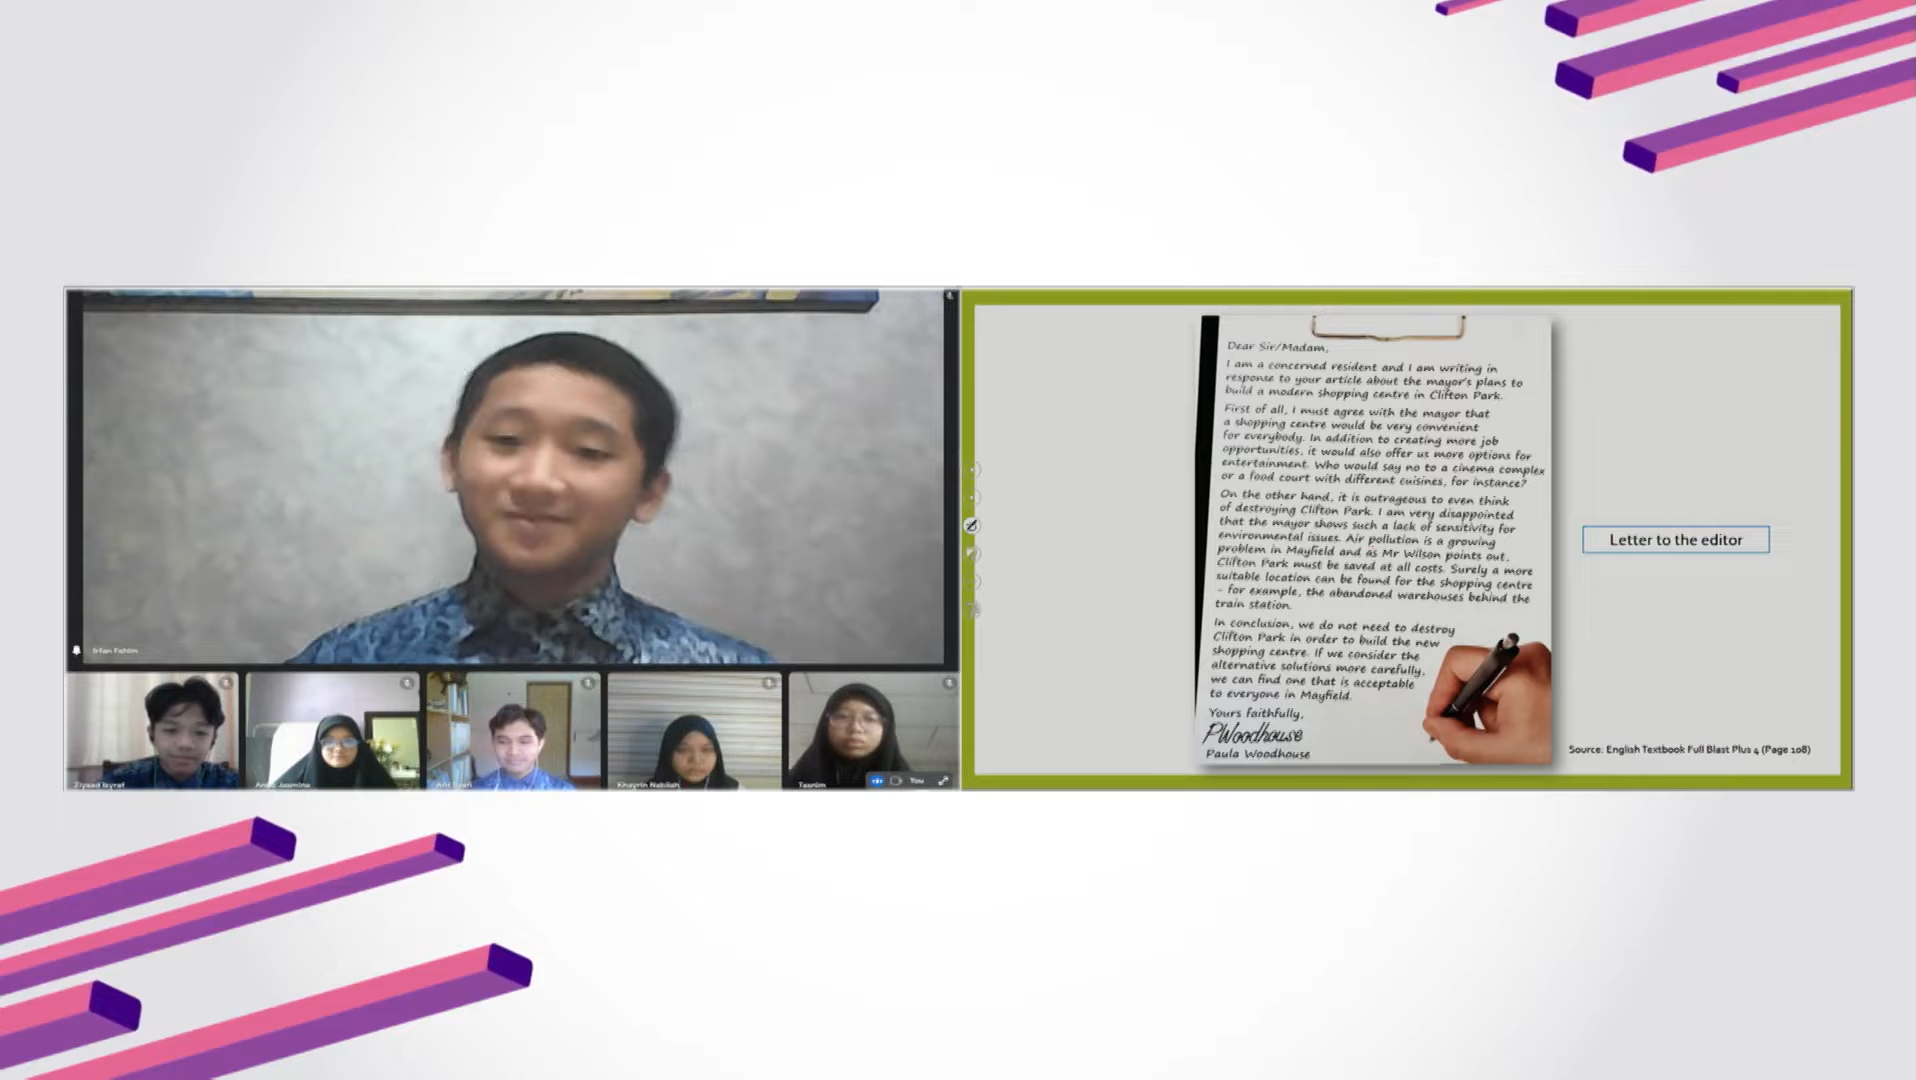 Irfan Fahim
Ziyaad Isyraf
Jasmine
Khayrin Nabilah
Tasnim
You
Dear Sir/Madam,
I am a concerned resident and I am writing in
response to your article about the mayor's plans to
build a modern shopping centre in Clifton Park.
First of all, I must agree with the mayor that
a shopping centre would be very convenient
for everybody. In addition to creating more job
opportunities, it would also offer us more options for
entertainment. Who would say no to a cinema complex
or a food court with different cuisines, for instance?
On the other hand, it is outrageous to even think
of destroying Clifton Park. I am very disappointed
that the mayor shows such a lack of sensitivity for
environmental issues. Air pollution is a growing
problem in Mayfield and as Mr Wilson points out,
Clifton Park must be saved at all costs. Surely a more
suitable location can be found for the shopping centre
- for example, the abandoned warehouses behind the
train station.
In conclusion, we do not need to destroy
Clifton Park in order to build the new
shopping centre. If we consider the
alternative solutions more carefully,
we can find one that is acceptable
to everyone in Mayfield.
Yours faithfully,
PWoodhouse
Paula Woodhouse
Letter to the editor
Source: English Textbook Full Blast Plus 4 (Page 108)